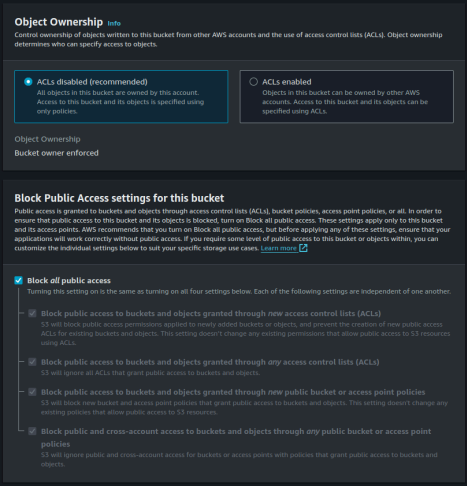 Object Ownership Info
Control ownership of objects written to this bucket from other AWS accounts and the use of access control lists (ACLs). Object ownership
determines who can specify access to objects.
ACLs disabled (recommended)
All objects in this bucket are owned by this account.
Access to this bucket and its objects is specified using
only policies.
ACLs enabled
Objects in this bucket can be owned by other AWS
accounts. Access to this bucket and its objects can be
specified using ACLs.
Object Ownership
Bucket owner enforced
Block Public Access settings for this bucket
Public access is granted to buckets and objects through access control lists (ACLs), bucket policies, access point policies, or all. In order to
ensure that public access to this bucket and its objects is blocked, turn on Block all public access. These settings apply only to this bucket
and its access points. AWS recommends that you turn on Block all public access, but before applying any of these settings, ensure that your
applications will work correctly without public access. If you require some level of public access to this bucket or objects within, you can
customize the individual settings below to suit your specific storage use cases. Learn more
Block all public access
Turning this setting on is the same as turning on all four settings below. Each of the following settings are independent of one another.
Block public access to buckets and objects granted through new access control lists (ACLs)
S3 will block public access permissions applied to newly added buckets or objects, and prevent the creation of new public access
ACLs for existing buckets and objects. This setting doesn't change any existing permissions that allow public access to S3 resources
using ACLs.
Block public access to buckets and objects granted through any access control lists (ACLs)
S3 will ignore all ACLs that grant public access to buckets and objects.
Block public access to buckets and objects granted through new public bucket or access point policies
S3 will block new bucket and access point policies that grant public access to buckets and objects. This setting doesn't change any
existing policies that allow public access to S3 resources.
Block public and cross-account access to buckets and objects through any public bucket or access point
policies
S3 will ignore public and cross-account access for buckets or access points with policies that grant public access to buckets and
objects.